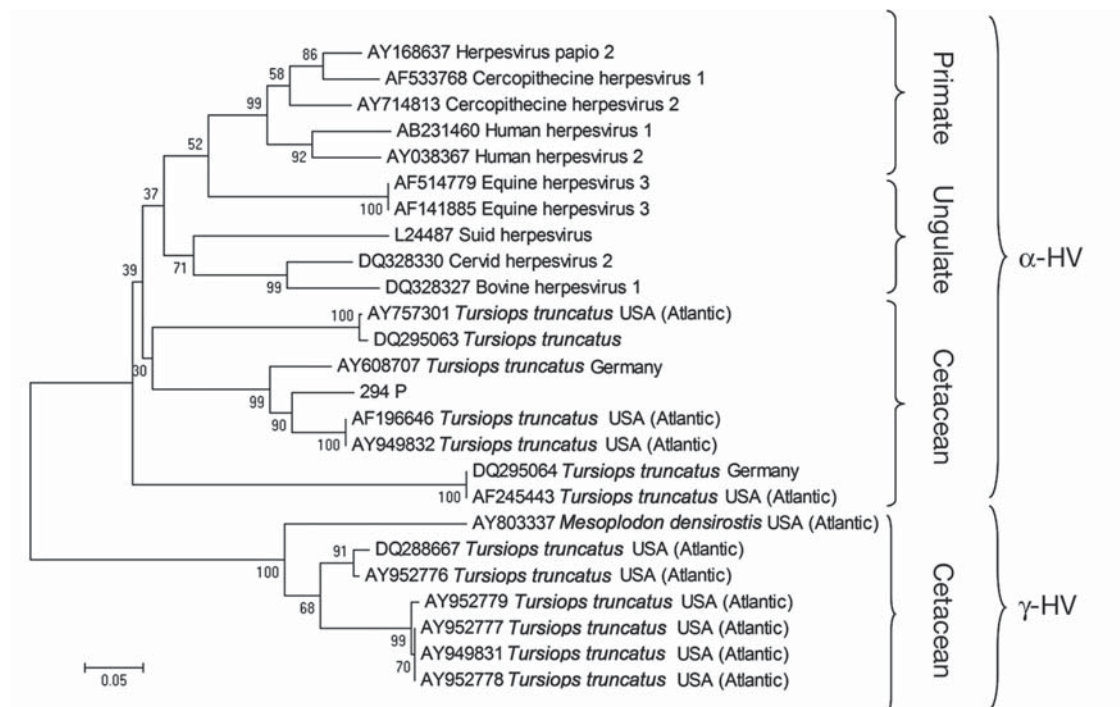 86
AY168637 Herpesvirus papio 2
58
AF533768 Cercopithecine herpesvirus 1
99
AY714813 Cercopithecine herpesvirus 2
52
AB231460 Human herpesvirus 1
92
AY038367 Human herpesvirus 2
37
AF514779 Equine herpesvirus 3
100
AF141885 Equine herpesvirus 3
L24487 Suid herpesvirus
39
71
DQ328330 Cervid herpesvirus 2
99
DQ328327 Bovine herpesvirus 1
100
AY757301 Tursiops truncatus USA (Atlantic)
DQ295063 Tursiops truncatus
30
AY608707 Tursiops truncatus Germany
99
294 P
90
AF196646 Tursiops truncatus USA (Atlantic)
100
AY949832 Tursiops truncatus USA (Atlantic)
DQ295064 Tursiops truncatus Germany
100
AF245443 Tursiops truncatus USA (Atlantic)
AY803337 Mesoplodon densirostis USA (Atlantic)
100
91
DQ288667 Tursiops truncatus USA (Atlantic)
AY952776 Tursiops truncatus USA (Atlantic)
68
AY952779 Tursiops truncatus USA (Atlantic)
99
AY952777 Tursiops truncatus USA (Atlantic)
70
AY949831 Tursiops truncatus USA (Atlantic)
AY952778 Tursiops truncatus USA (Atlantic)
0.05
Primate
Ungulate
Cetacean
Cetacean
α-HV
γ-HV